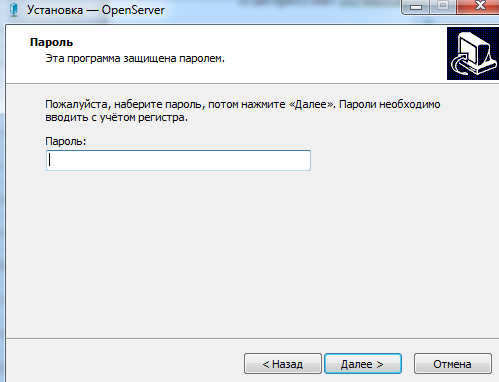 Установка — OpenServer
Пароль
Эта программа защищена паролем.
Пожалуйста, наберите пароль, потом нажмите «Далее». Пароли необходимо
вводить с учётом регистра.
Пароль:
< Назад
Далее >
Отмена